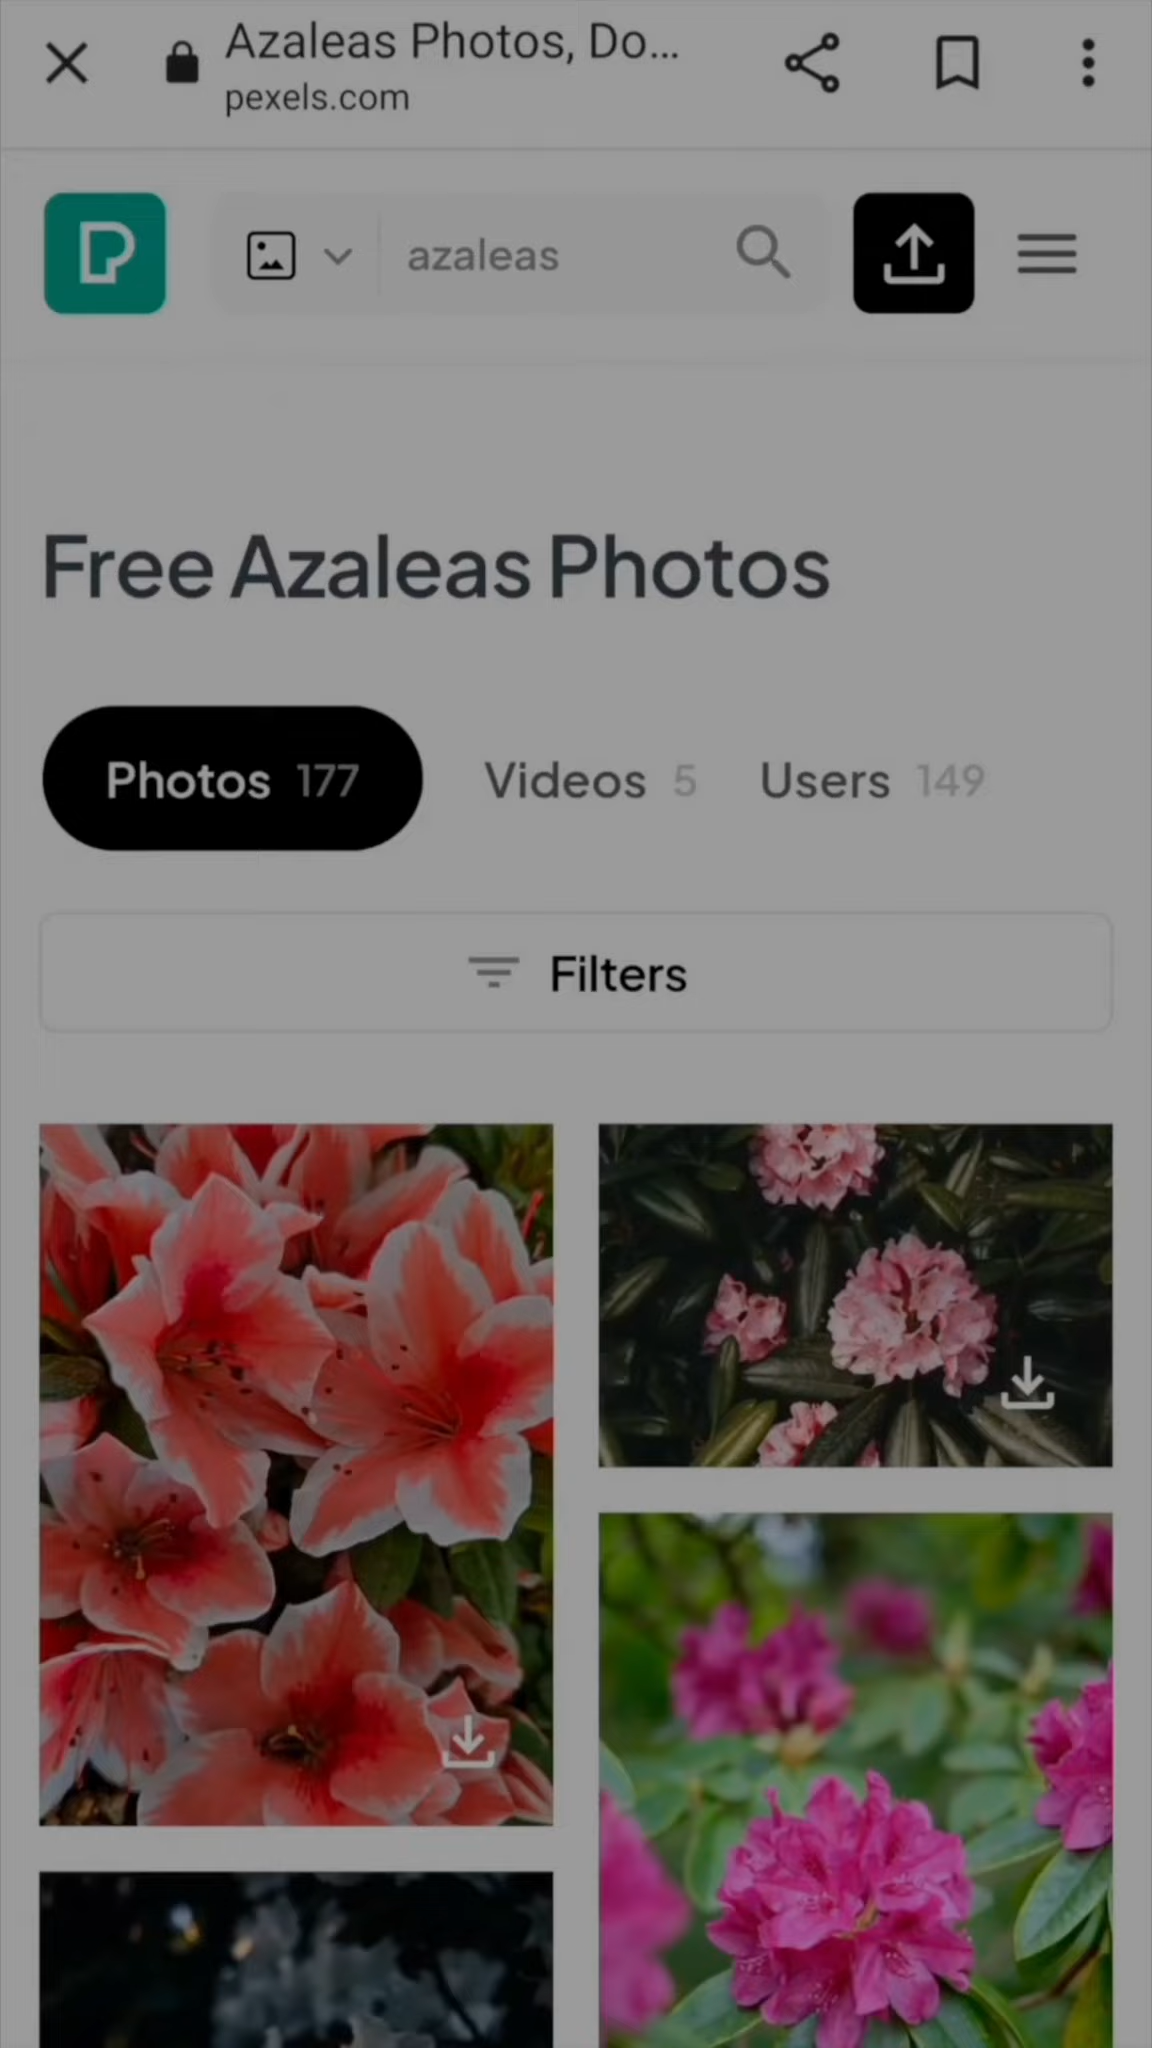 Azaleas Photos, Do...
pexels.com
azaleas
Free Azaleas Photos
Photos 177
Videos 5
Users 149
Filters